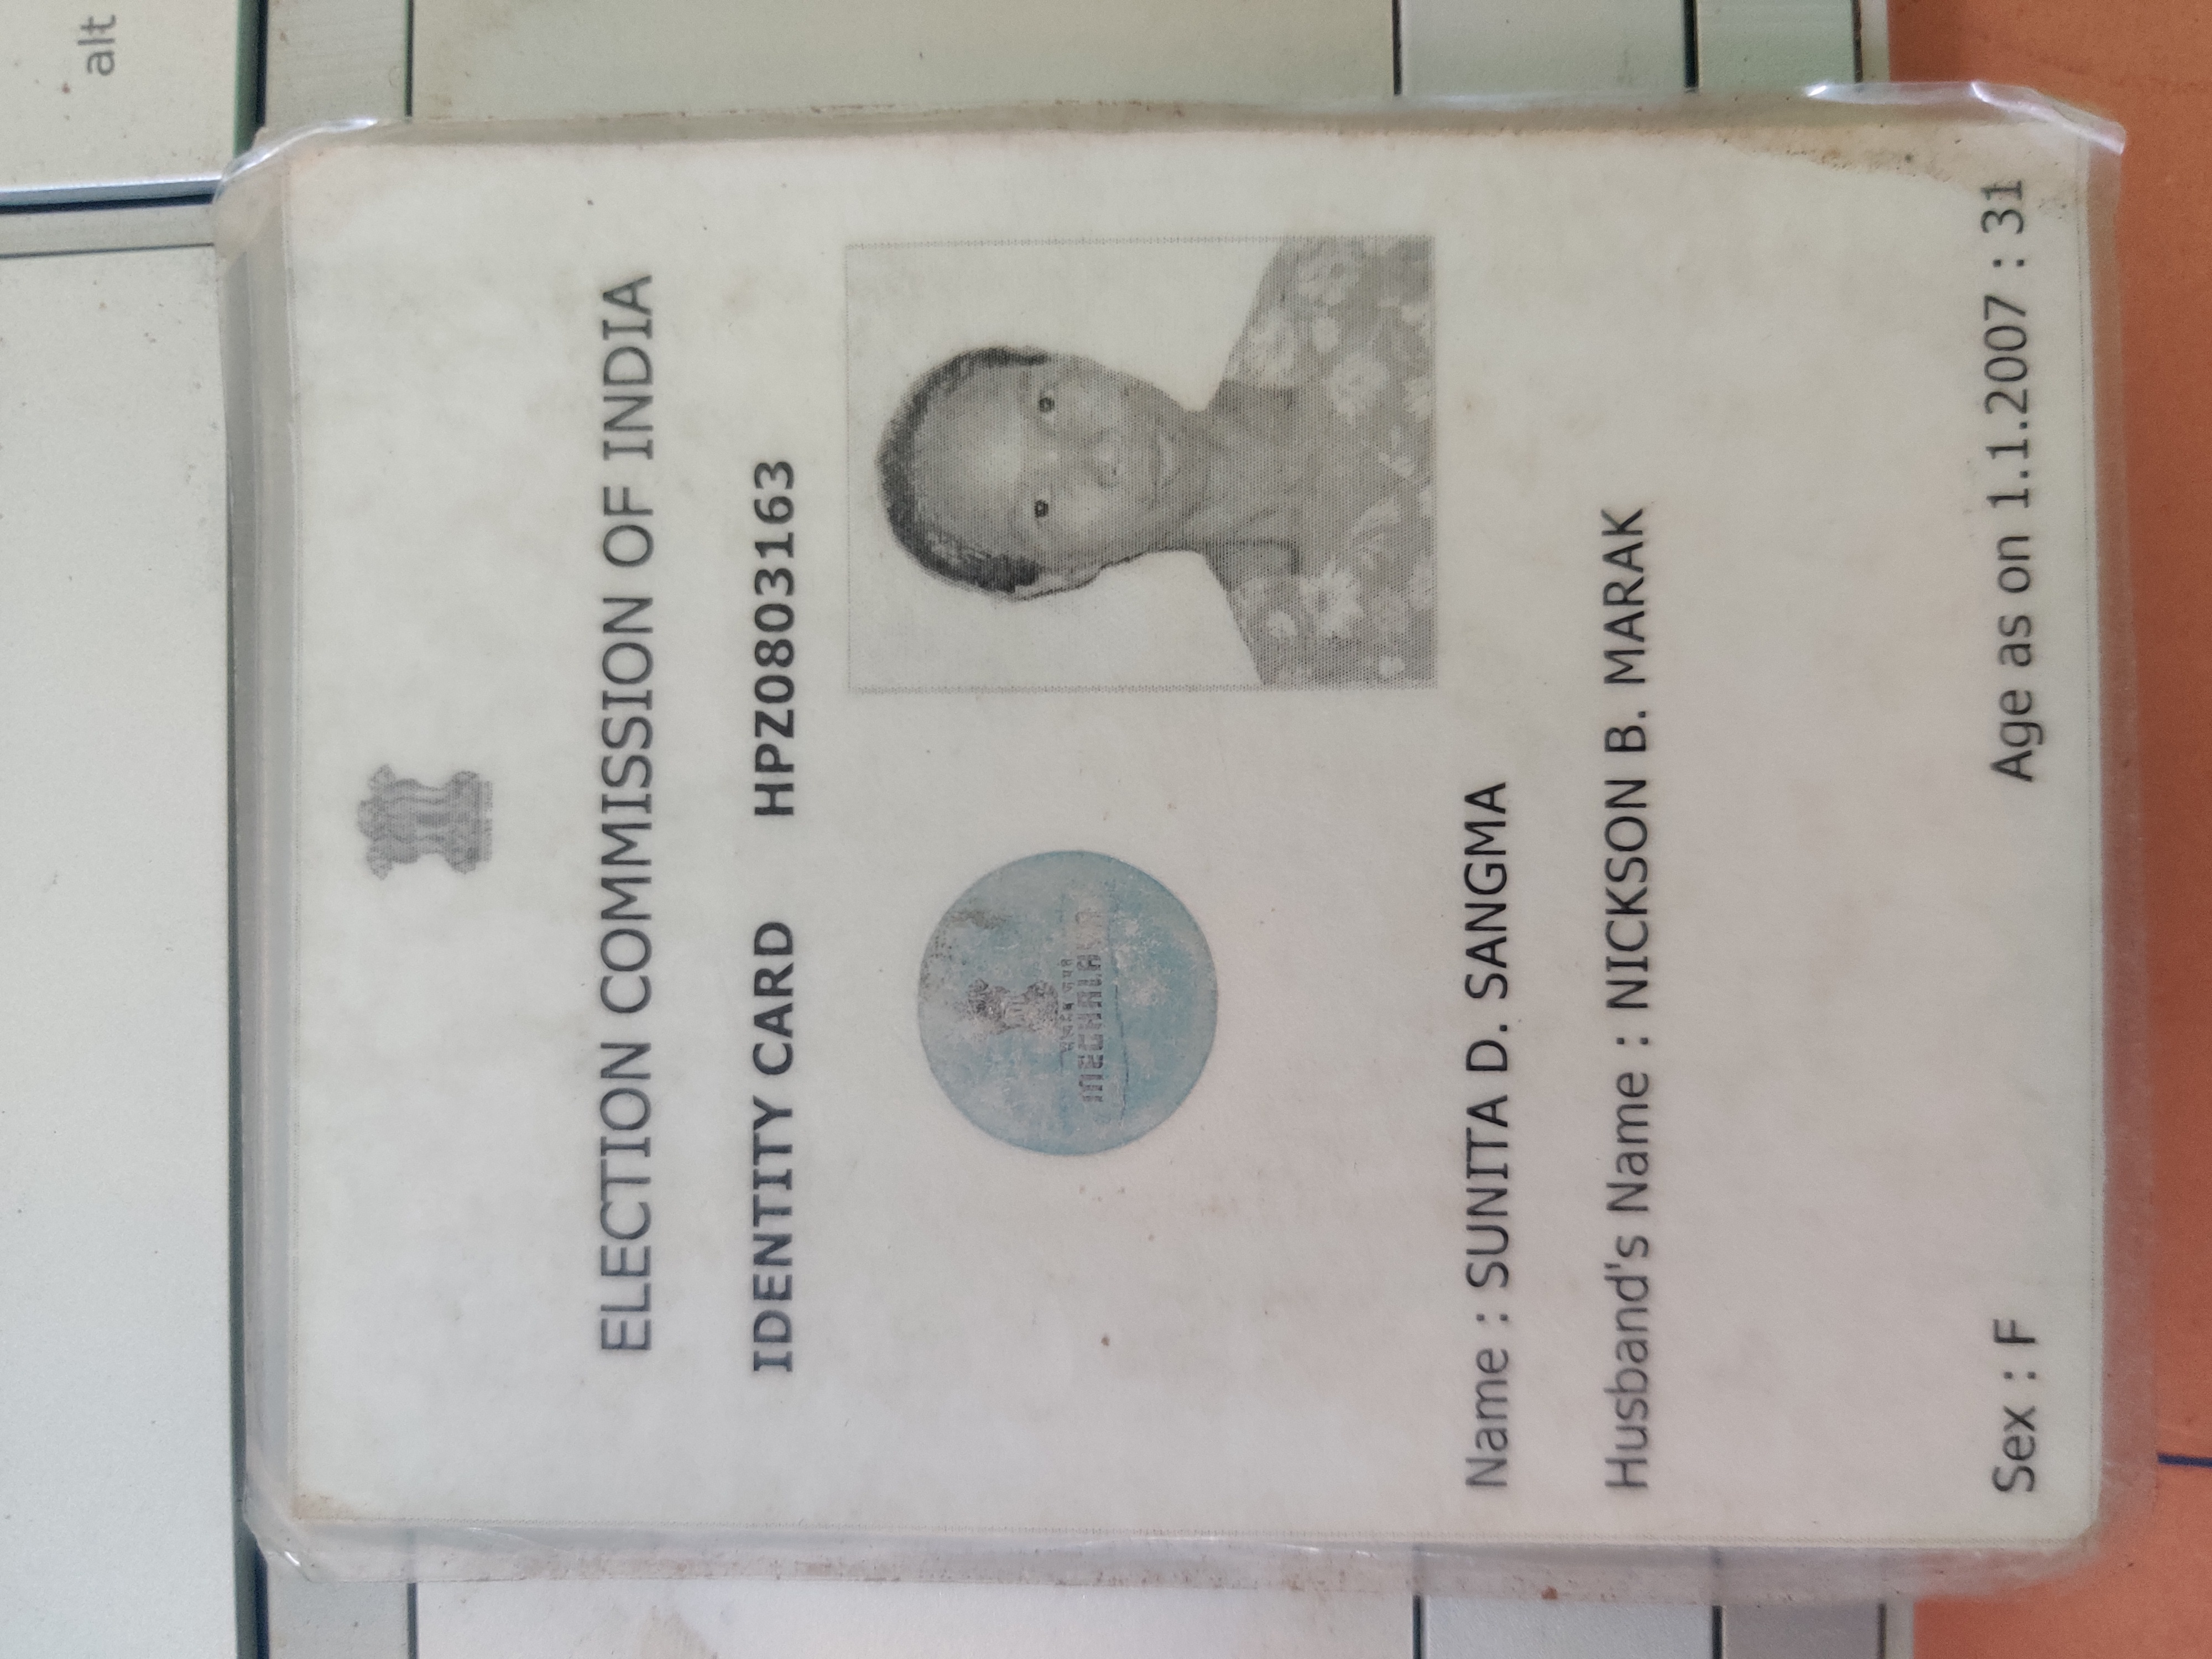 alt
ELECTION COMMISSION OF INDIA
IDENTITY CARD HPZ0803163
MEGHALAYA
Name : SUNITA D. SANGMA
Husband's Name : NICKSON B. MARAK
Sex : F Age as on 1.1.2007 : 31